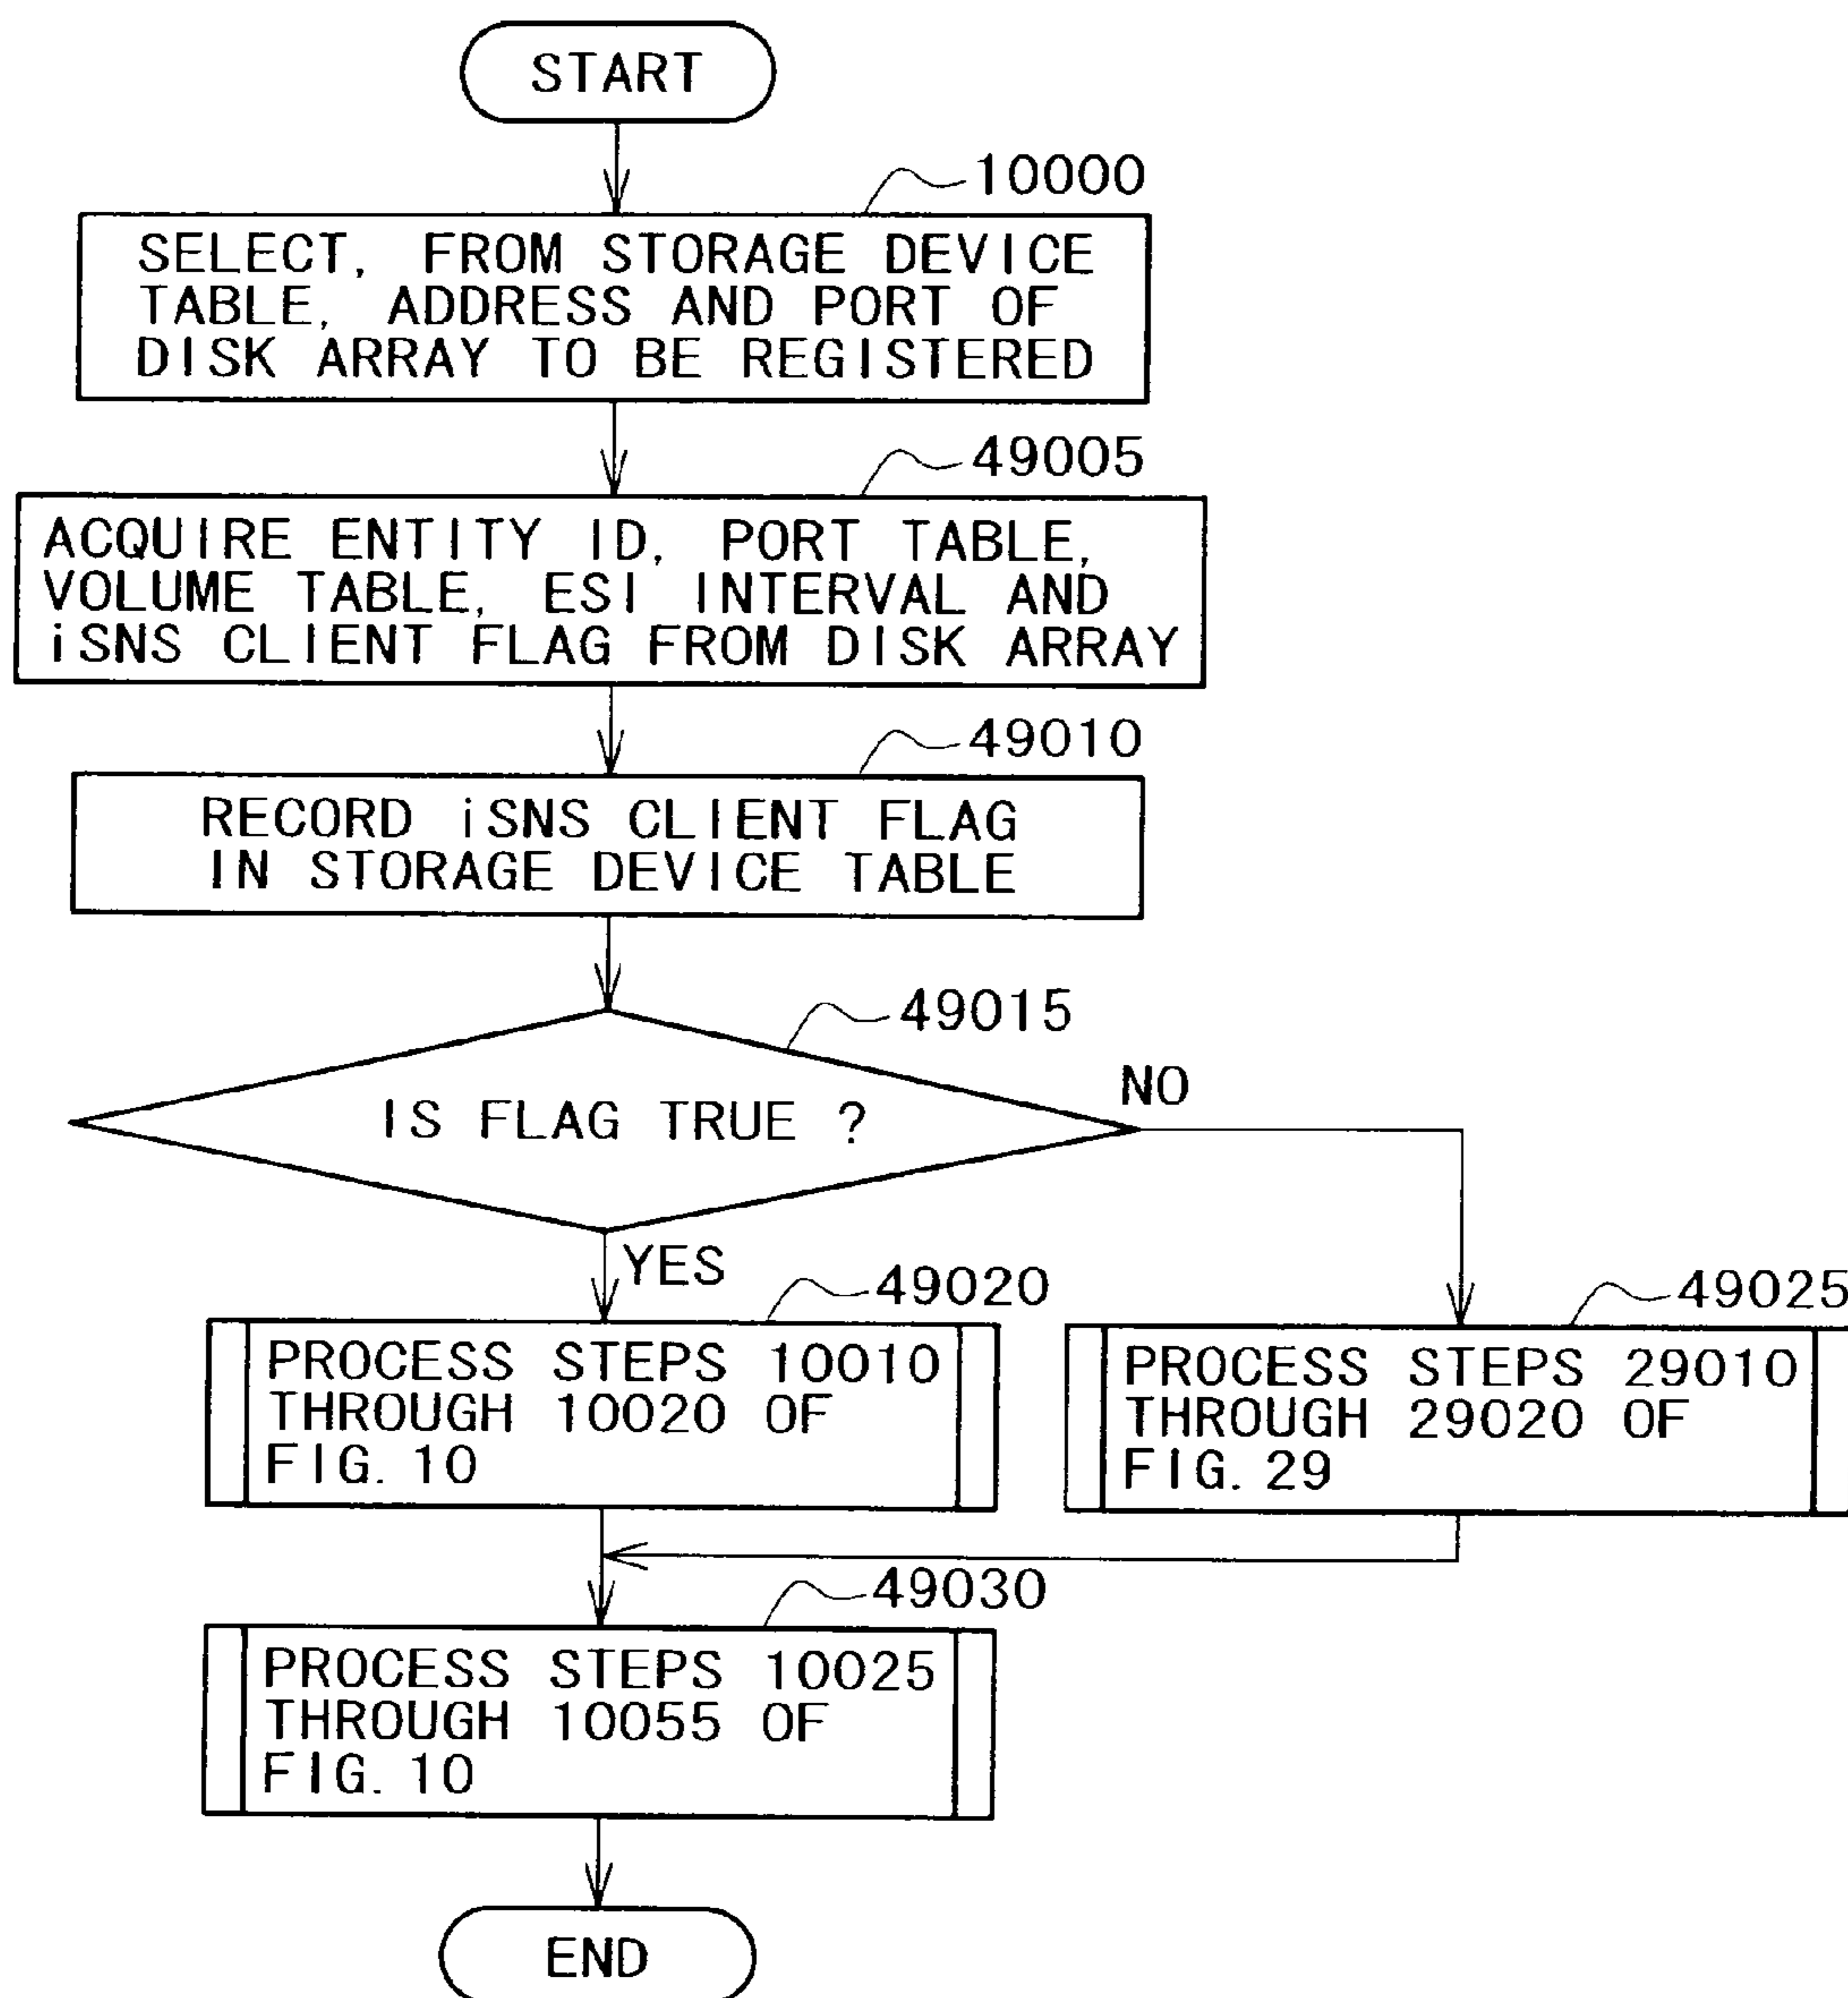 START
10000
SELECT, FROM STORAGE DEVICE
TABLE, ADDRESS AND PORT OF
DISK ARRAY TO BE REGISTERED
49005
ACQUIRE ENTITY ID, PORT TABLE,
VOLUME TABLE, ESI INTERVAL AND
iSNS CLIENT FLAG FROM DISK ARRAY
49010
RECORD iSNS CLIENT FLAG
IN STORAGE DEVICE TABLE
49015
IS FLAG TRUE ?
NO
YES
49020
PROCESS STEPS 10010
THROUGH 10020 OF
FIG. 10
49025
PROCESS STEPS 29010
THROUGH 29020 OF
FIG. 29
49030
PROCESS STEPS 10025
THROUGH 10055 OF
FIG. 10
END